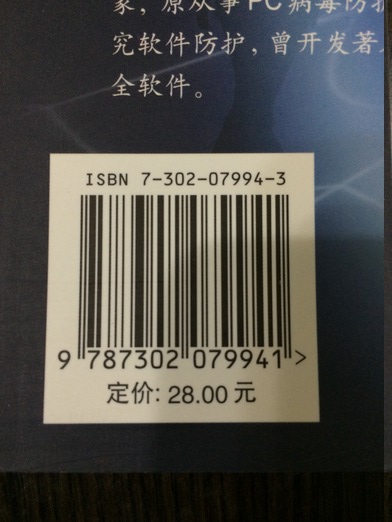 家，原从事PC病毒防护
究软件防护，曾开发著
全软件。
ISBN 7-302-07994-3
9 787302 079941 >
定价: 28.00 元